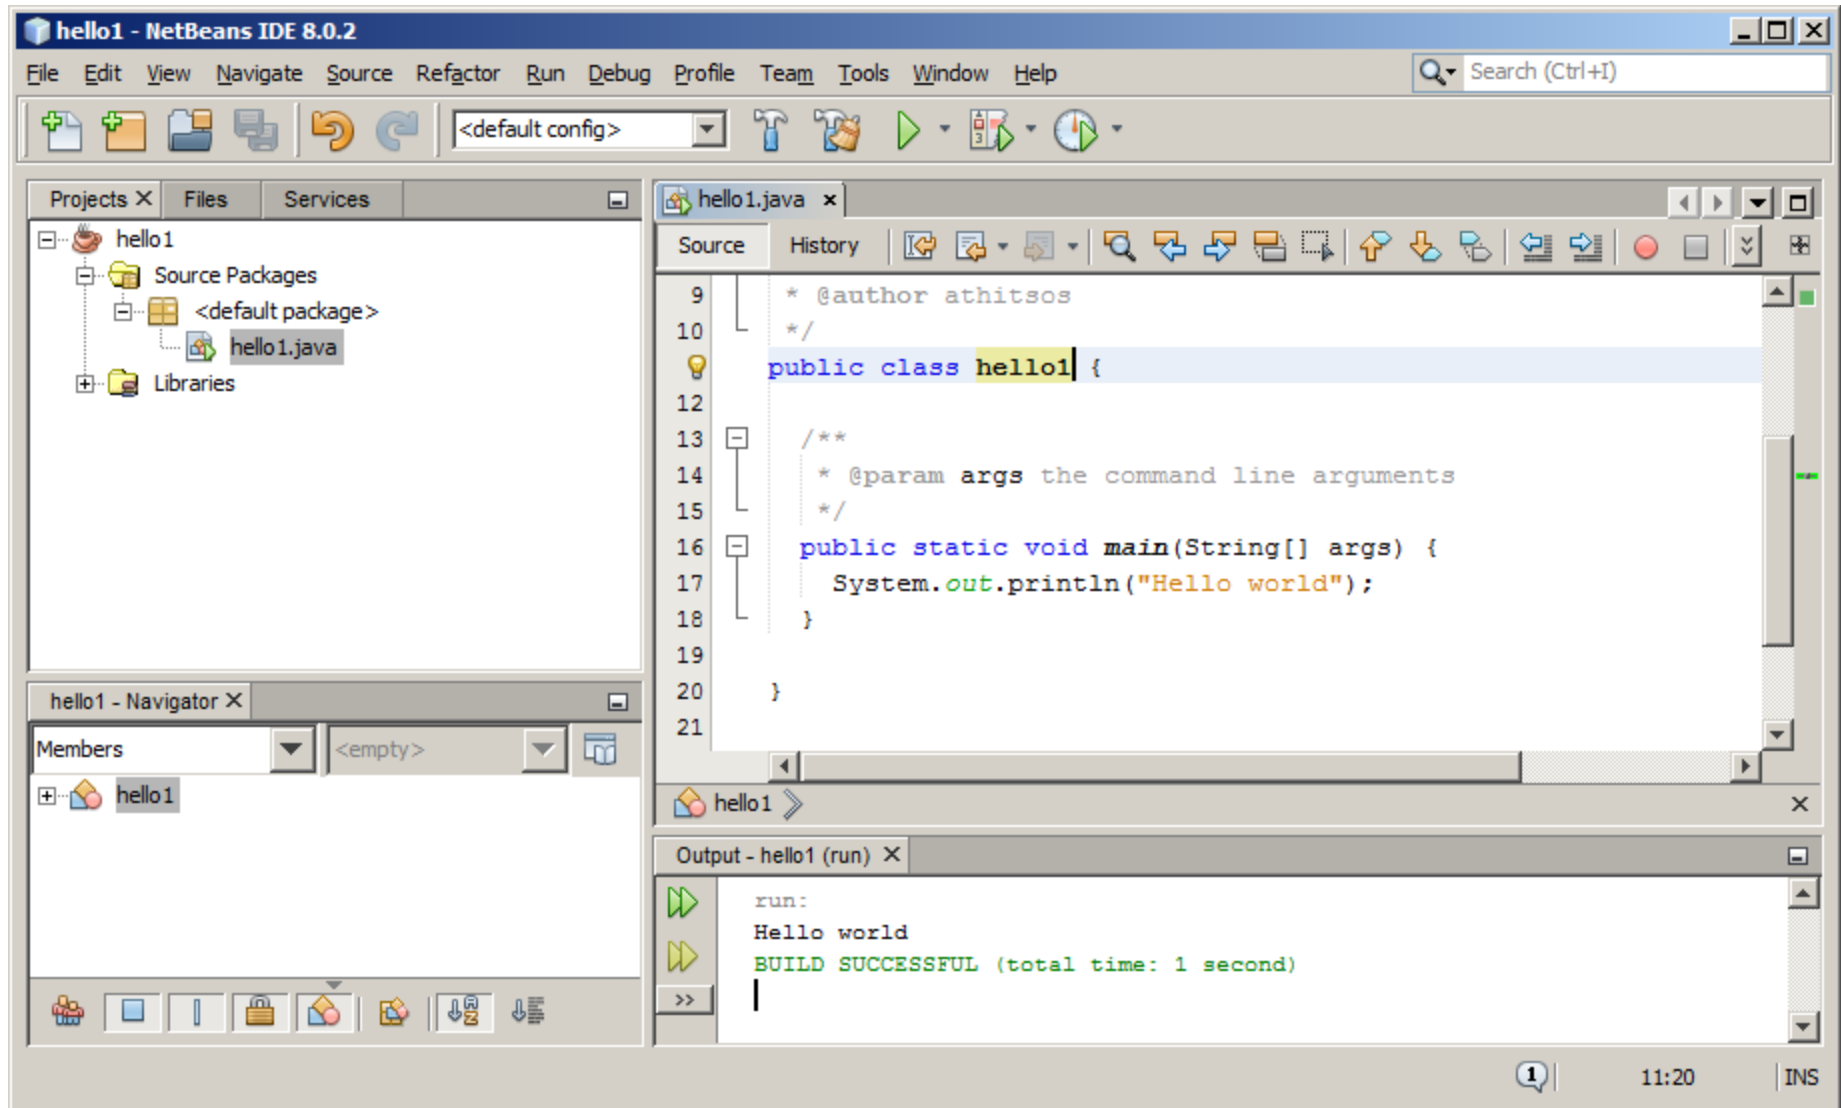 hello1 - NetBeans IDE 8.0.2
File Edit View Navigate Source Refactor Run Debug Profile Team Tools Window Help
Search (Ctrl+I)
<default config>
Projects Files Services
hello1
Source Packages
<default package>
hello1.java
Libraries
hello1 - Navigator
Members
<empty>
hello1
hello1.java
Source History
9 * @author athitsos
10 */
public class hello1 {
12
13 /**
14 * @param args the command line arguments
15 */
16 public static void main(String[] args) {
17 System.out.println("Hello world");
18 }
19
20 }
21
hello1
Output - hello1 (run)
run:
Hello world
BUILD SUCCESSFUL (total time: 1 second)
>>
1 11:20 INS